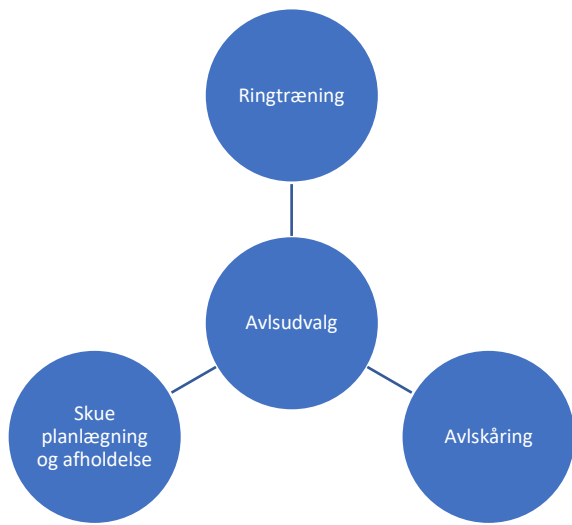 Ringtræning
Avlsudvalg
Skue
planlægning
og afholdelse
Avlskåring